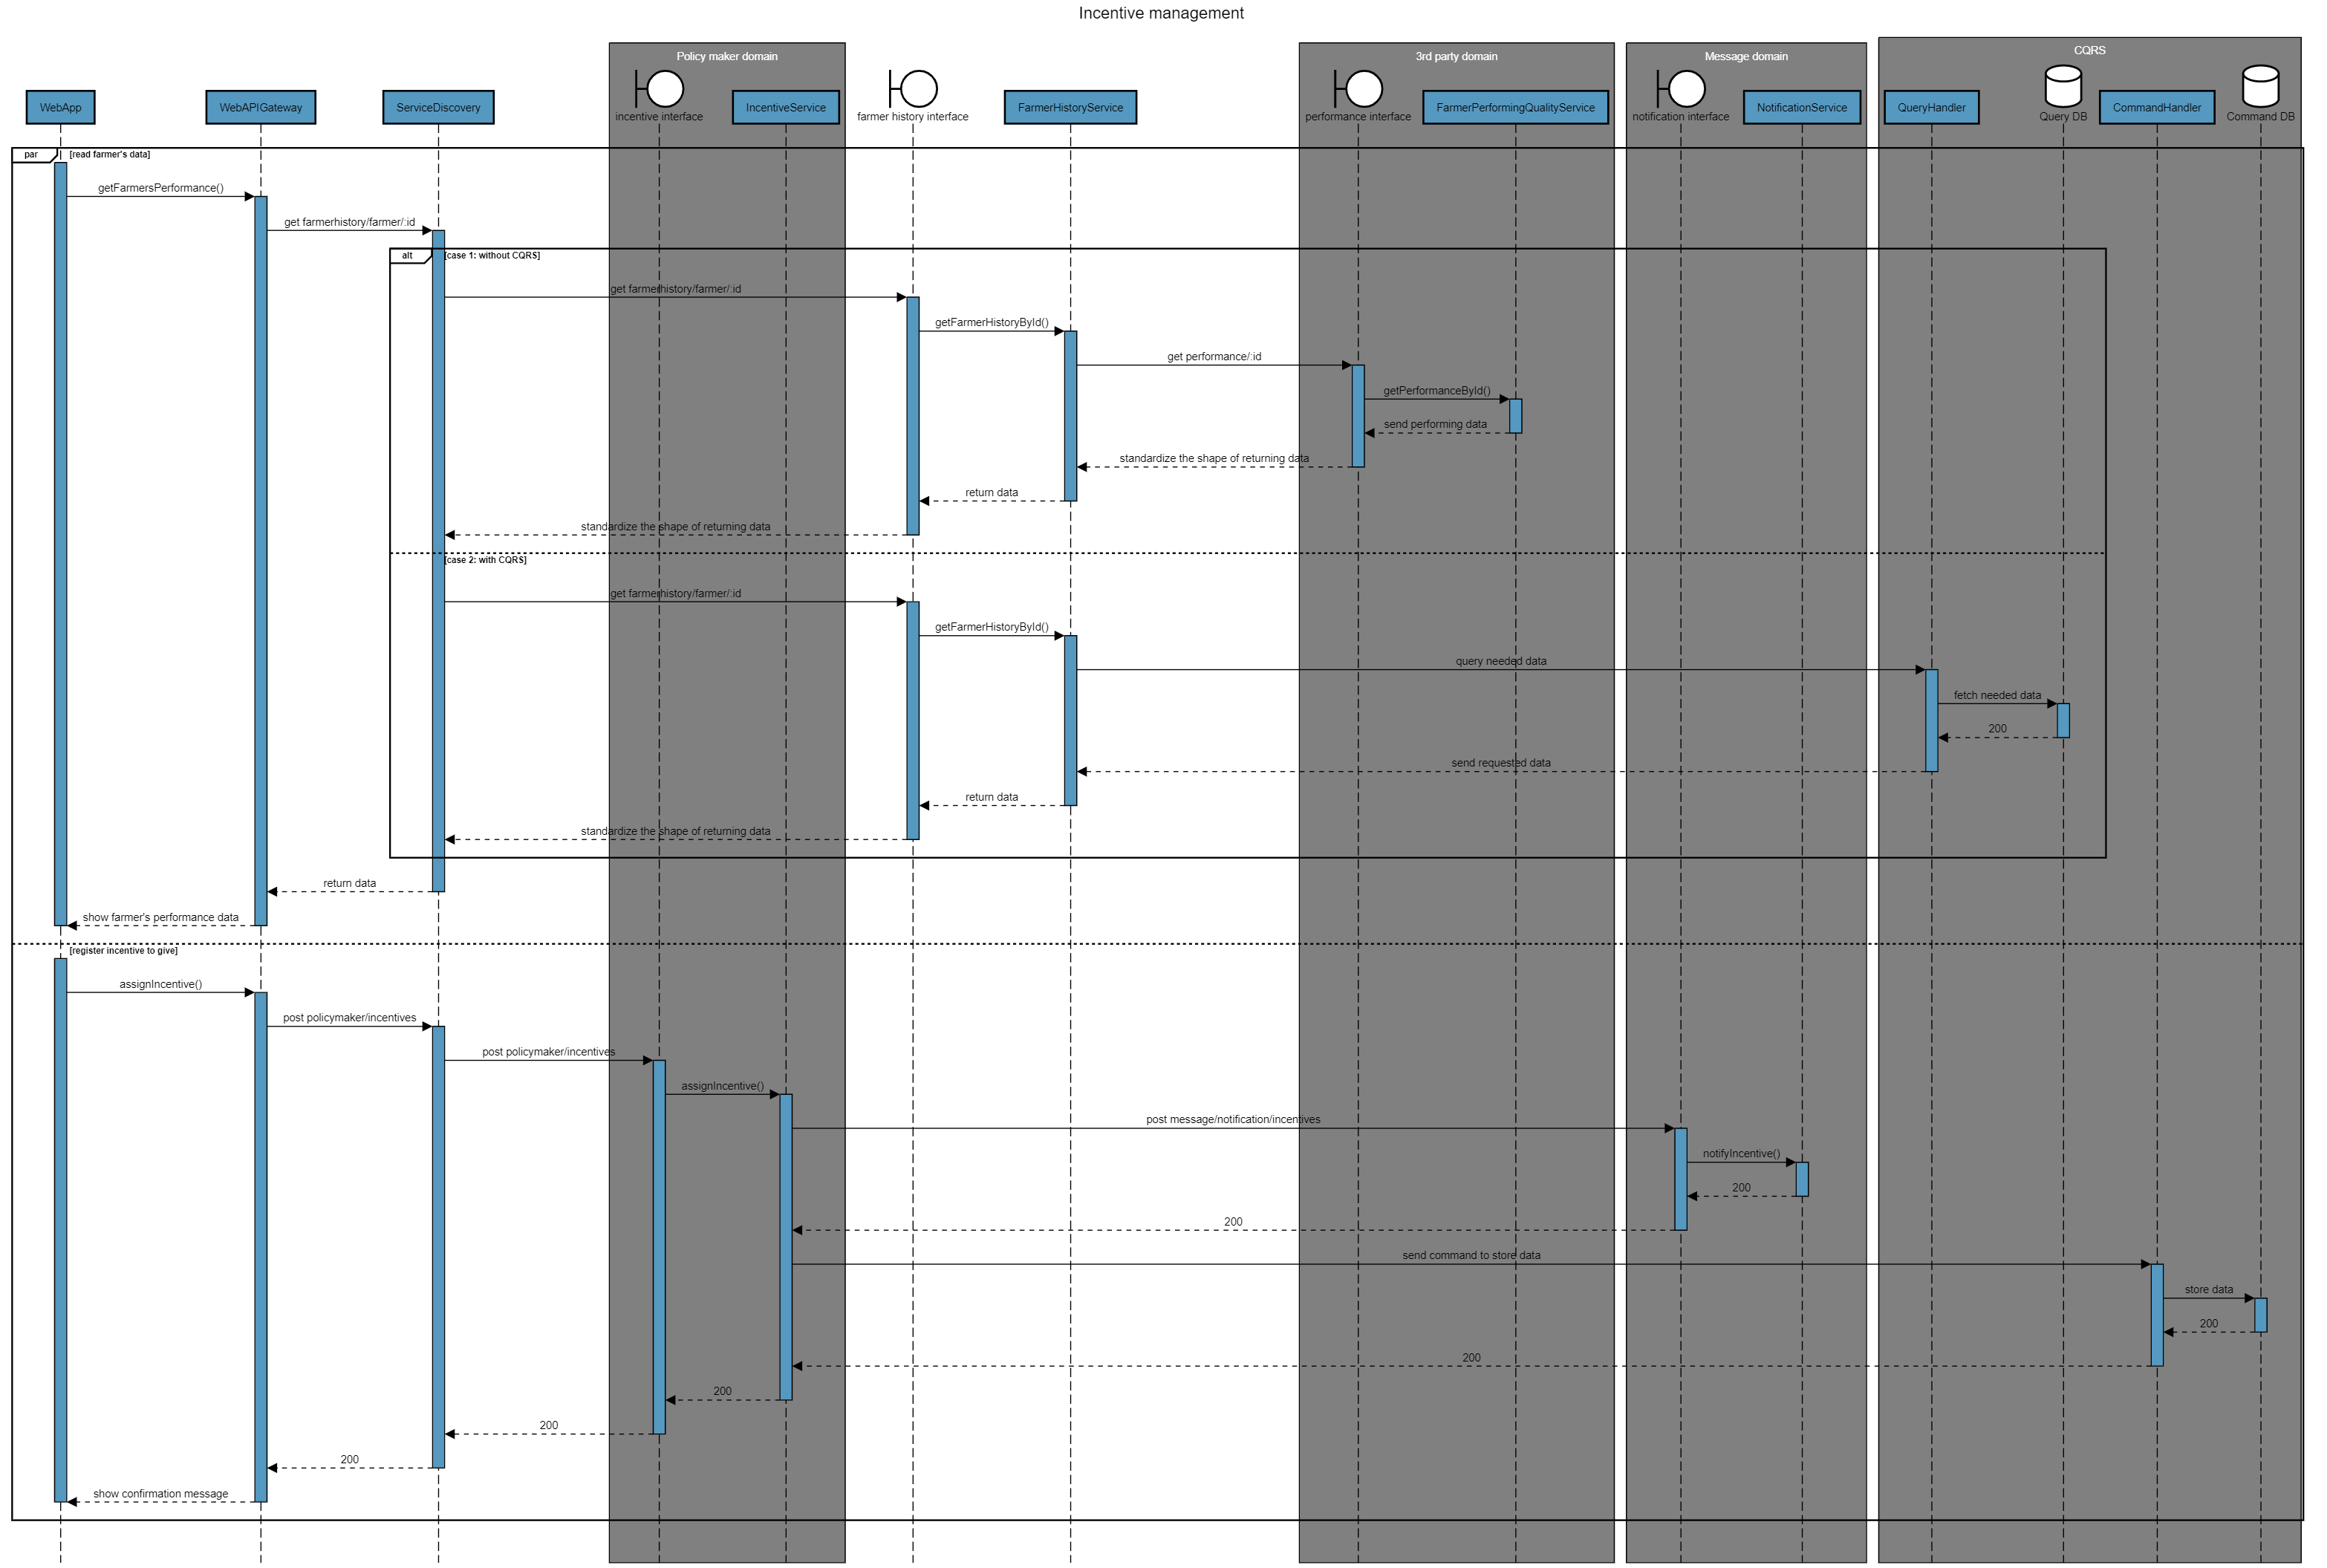 Incentive management
Policy maker domain
3rd party domain
Message domain
CQRS
WebApp
WebAPIGateway
ServiceDiscovery
incentive interface
IncentiveService
farmer history interface
FarmerHistoryService
performance interface
FarmerPerformingQualityService
notification interface
NotificationService
QueryHandler
Query DB
CommandHandler
Command DB
par
[read farmer's data]
getFarmersPerformance()
get farmerhistory/farmer/:id
alt
[case 1: without CQRS]
get farmerhistory/farmer/:id
getFarmerHistoryById()
get performance/:id
getPerformanceById()
send performing data
standardize the shape of returning data
return data
standardize the shape of returning data
[case 2: with CQRS]
get farmerhistory/farmer/:id
getFarmerHistoryById()
query needed data
fetch needed data
200
send requested data
return data
standardize the shape of returning data
return data
show farmer's performance data
[register incentive to give]
assignIncentive()
post policymaker/incentives
post policymaker/incentives
assignIncentive()
post message/notification/incentives
notifyIncentive()
200
200
send command to store data
store data
200
200
200
200
200
show confirmation message